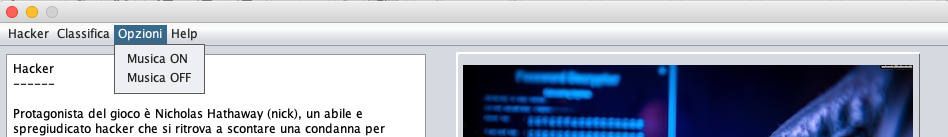 Hacker Classifica Opzioni Help
Musica ON
Musica OFF
Hacker
------
Protagonista del gioco è Nicholas Hathaway (nick), un abile e
spregiudicato hacker che si ritrova a scontare una condanna per
Password Encryptor